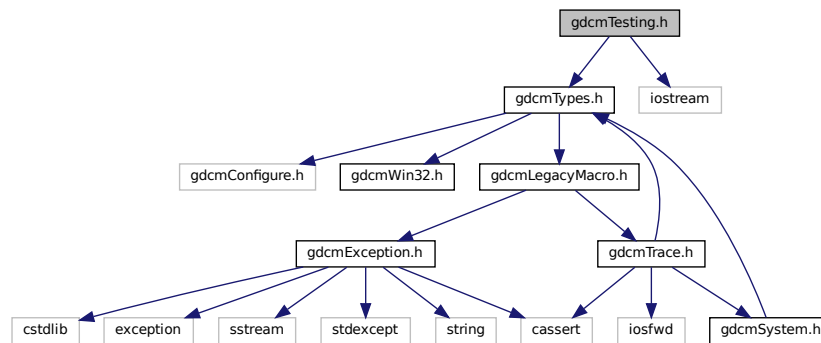 gdcmTesting.h
gdcmTypes.h
iostream
gdcmConfigure.h
gdcmWin32.h
gdcmLegacyMacro.h
gdcmException.h
gdcmTrace.h
cstdlib
exception
sstream
stdexcept
string
cassert
iosfwd
gdcmSystem.h